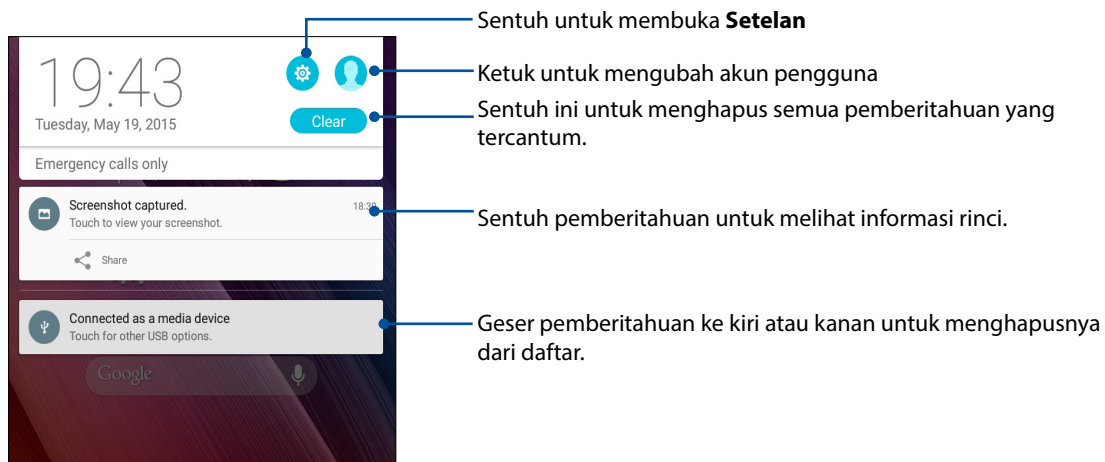 Sentuh untuk membuka Setelan
19:43
Ketuk untuk mengubah akun pengguna
Tuesday, May 19, 2015
Clear
Sentuh ini untuk menghapus semua pemberitahuan yang
tercantum.
Emergency calls only
Screenshot captured.
18:39
Touch to view your screenshot.
Share
Sentuh pemberitahuan untuk melihat informasi rinci.
Connected as a media device
Touch for other USB options.
Geser pemberitahuan ke kiri atau kanan untuk menghapusnya
dari daftar.
Google